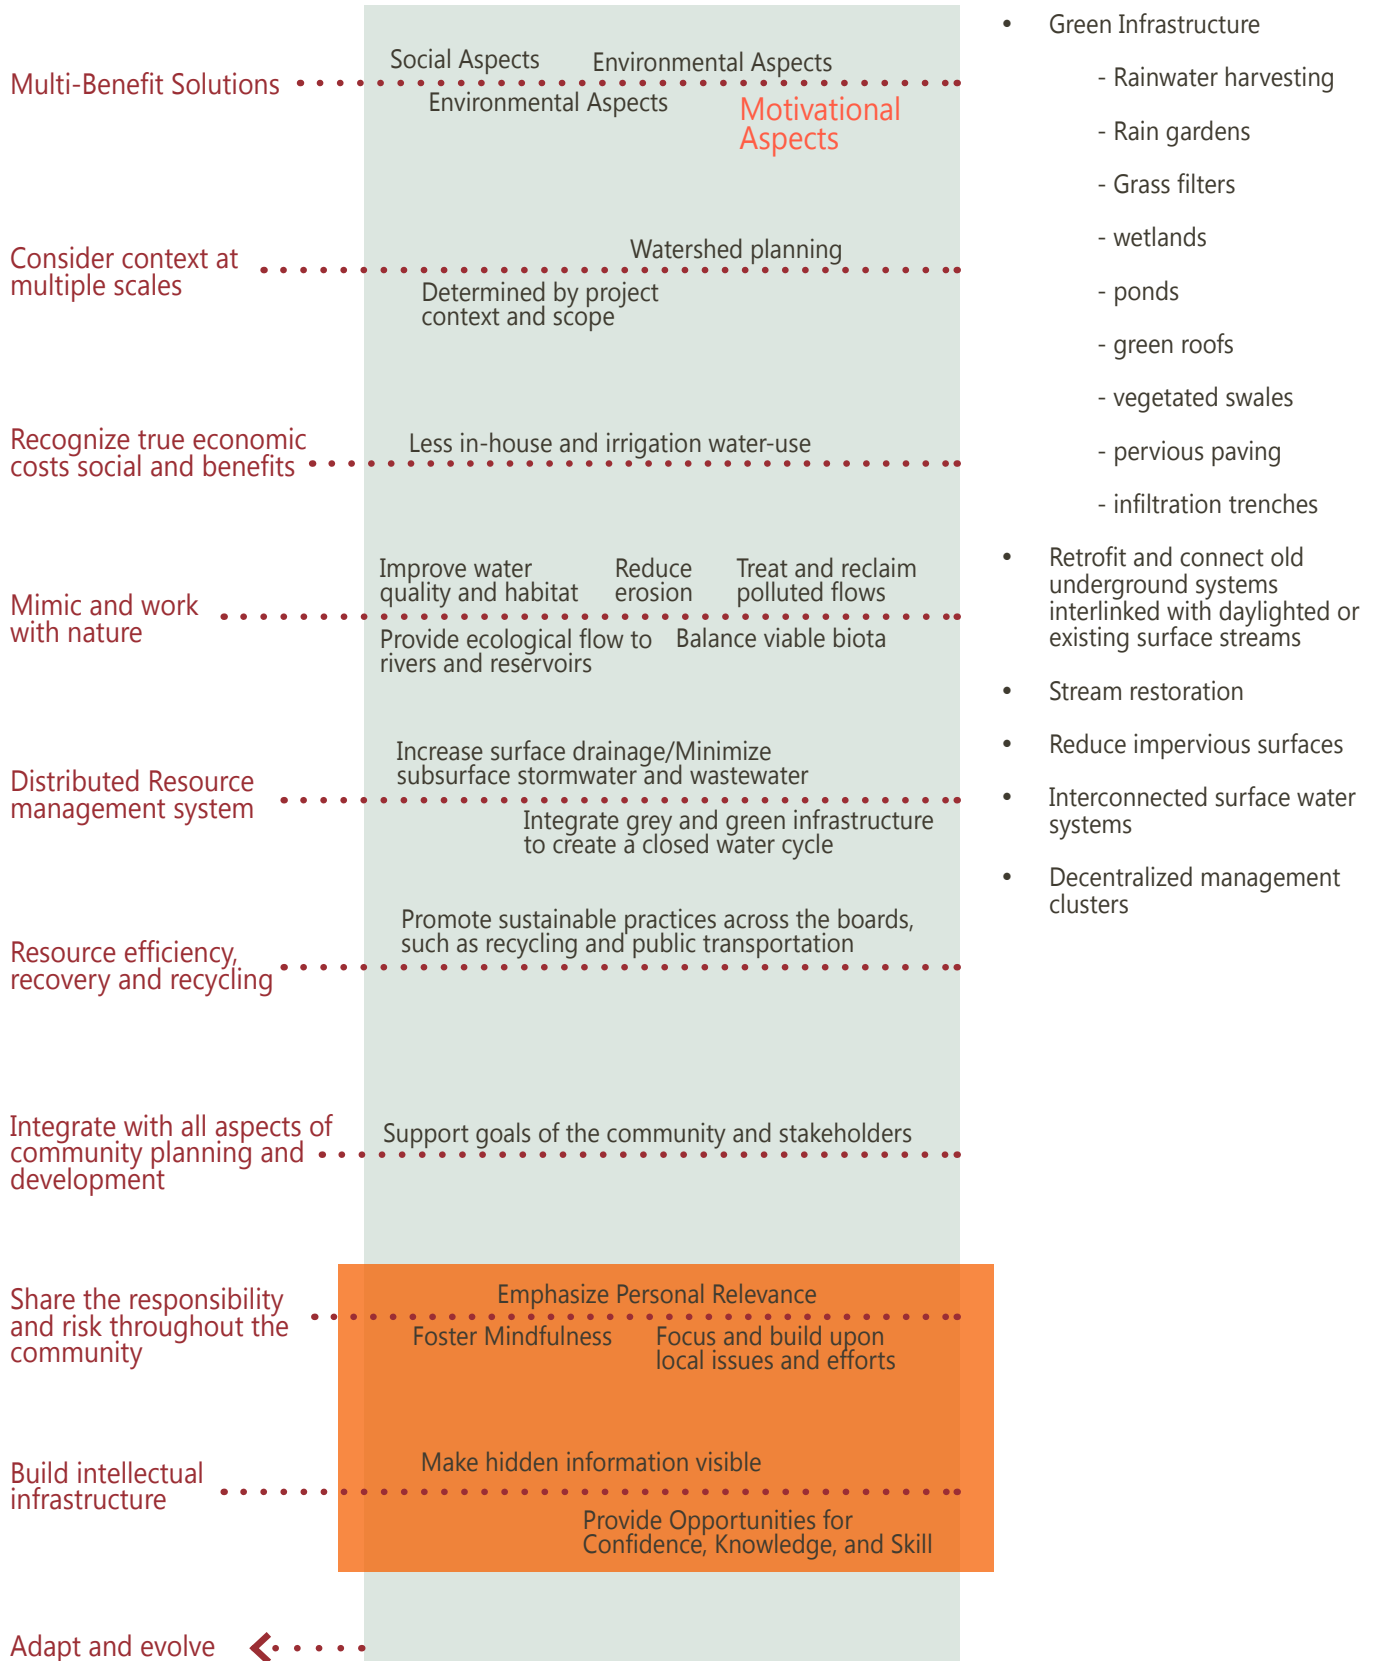 Multi-Benefit Solutions
Social Aspects
Environmental Aspects
Environmental Aspects
Motivational
Aspects
Consider context at
multiple scales
Watershed planning
Determined by project
context and scope
Recognize true economic
costs social and benefits
Less in-house and irrigation water-use
Mimic and work
with nature
Improve water
quality and habitat
Reduce
erosion
Treat and reclaim
polluted flows
Provide ecological flow to
rivers and reservoirs
Balance viable biota
Distributed Resource
management system
Increase surface drainage/Minimize
subsurface stormwater and wastewater
Integrate grey and green infrastructure
to create a closed water cycle
Resource efficiency,
recovery and recycling
Promote sustainable practices across the boards,
such as recycling and public transportation
Integrate with all aspects of
community planning and
development
Support goals of the community and stakeholders
Share the responsibility
and risk throughout the
community
Emphasize Personal Relevance
Foster Mindfulness
Focus and build upon
local issues and efforts
Build intellectual
infrastructure
Make hidden information visible
Provide Opportunities for
Confidence, Knowledge, and Skill
Adapt and evolve
• Green Infrastructure
- Rainwater harvesting
- Rain gardens
- Grass filters
- wetlands
- ponds
- green roofs
- vegetated swales
- pervious paving
- infiltration trenches
• Retrofit and connect old
underground systems
interlinked with daylighted or
existing surface streams
• Stream restoration
• Reduce impervious surfaces
• Interconnected surface water
systems
• Decentralized management
clusters